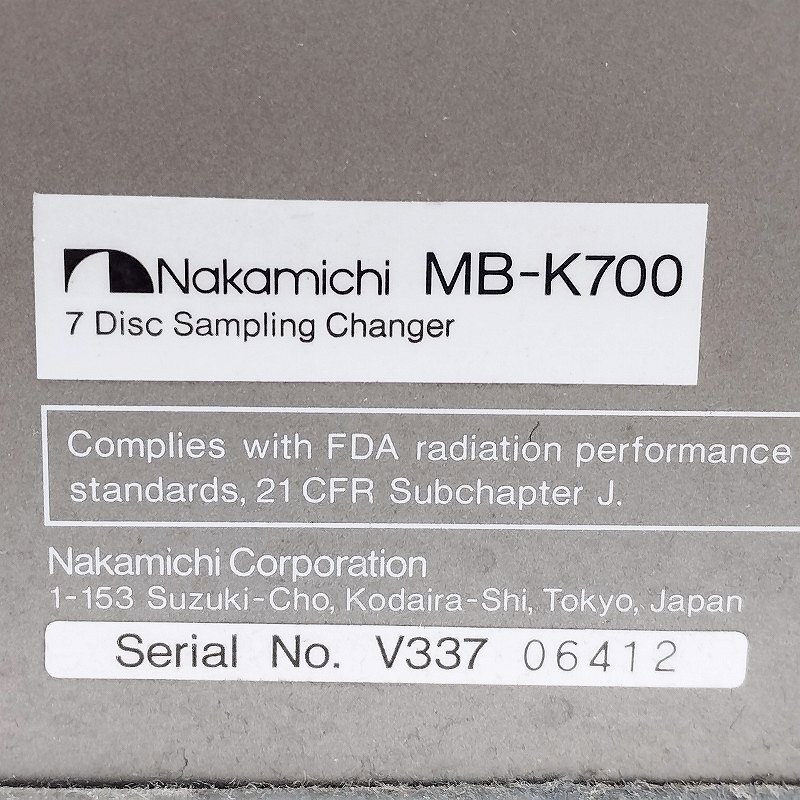 Nakamichi MB-K700
7 Disc Sampling Changer
Complies with FDA radiation performance
standards, 21 CFR Subchapter J.
Nakamichi Corporation
1-153 Suzuki-Cho, Kodaira-Shi, Tokyo, Japan
Serial No. V337 06412